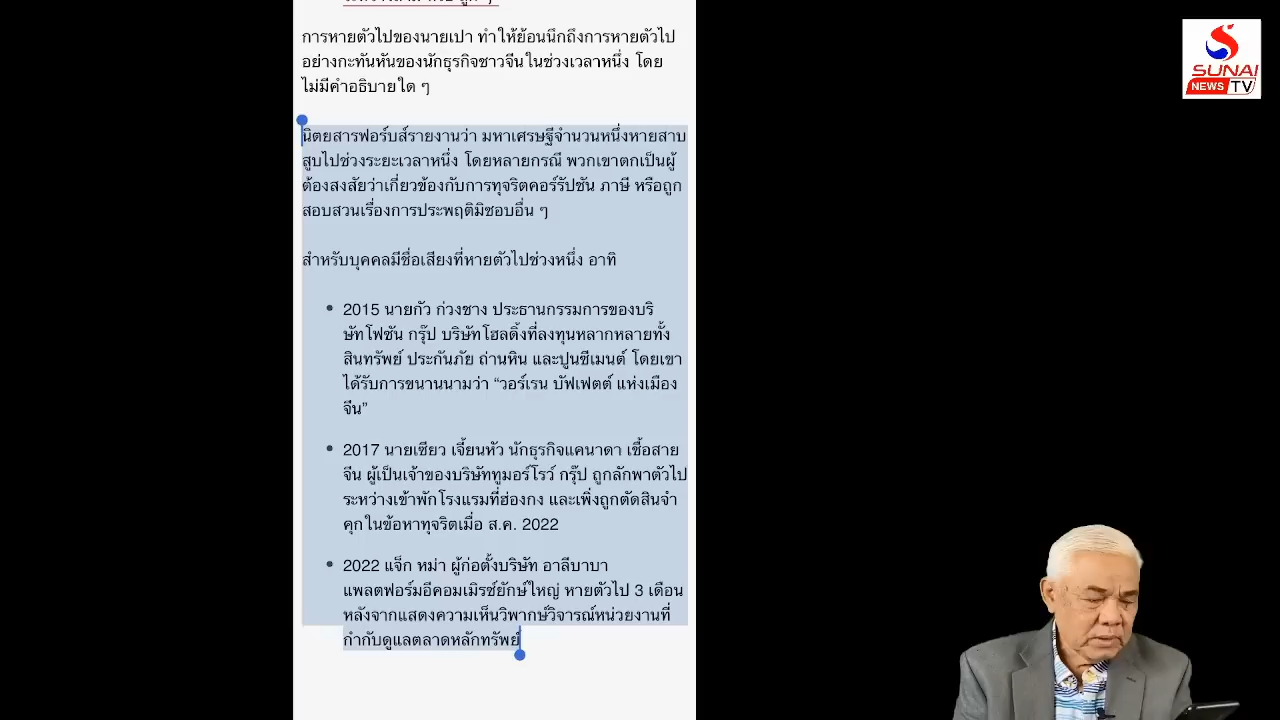 การหายตัวไปของนายเปา ทำให้ย้อนนึกถึงการหายตัวไป
อย่างกะทันหันของนักธุรกิจชาวจีนในช่วงเวลาหนึ่ง โดย
ไม่มีคำอธิบายใด ๆ
นิตยสารฟอร์บส์รายงานว่า มหาเศรษฐีจำนวนหนึ่งหายสาบ
สูบไปช่วงระยะเวลาหนึ่ง โดยหลายกรณี พวกเขาตกเป็นผู้
ต้องสงสัยว่าเกี่ยวข้องกับการทุจริตคอร์รัปชัน ภาษี หรือถูก
สอบสวนเรื่องการประพฤติมิชอบอื่น ๆ
สำหรับบุคคลมีชื่อเสียงที่หายตัวไปช่วงหนึ่ง อาทิ
2015 นายกัว ก่วงชาง ประธานกรรมการของบริ
ษัทโฟซัน กรุ๊ป บริษัทโฮลดิ้งที่ลงทุนหลากหลายทั้ง
สินทรัพย์ ประกันภัย ถ่านหิน และปูนซีเมนต์ โดยเขา
ได้รับการขนานนามว่า “วอร์เรน บัฟเฟตต์ แห่งเมือง
จีน”
2017 นายเซียว เจี้ยนหัว นักธุรกิจแคนาดา เชื้อสาย
จีน ผู้เป็นเจ้าของบริษัททูมอร์โรว์ กรุ๊ป ถูกลักพาตัวไป
ระหว่างเข้าพักโรงแรมที่ฮ่องกง และเพิ่งถูกตัดสินจำ
คุกในข้อหาทุจริตเมื่อ ส.ค. 2022
2022 แจ็ก หม่า ผู้ก่อตั้งบริษัท อาลีบาบา
แพลตฟอร์มอีคอมเมิรซ์ยักษ์ใหญ่ หายตัวไป 3 เดือน
หลังจากแสดงความเห็นวิพากษ์วิจารณ์หน่วยงานที่
กำกับดูแลตลาดหลักทรัพย์
SUNAI
NEWS TV